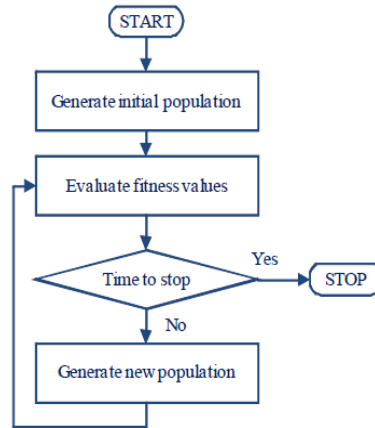 START
Generate initial population
Evaluate fitness values
Time to stop
Yes
STOP
No
Generate new population